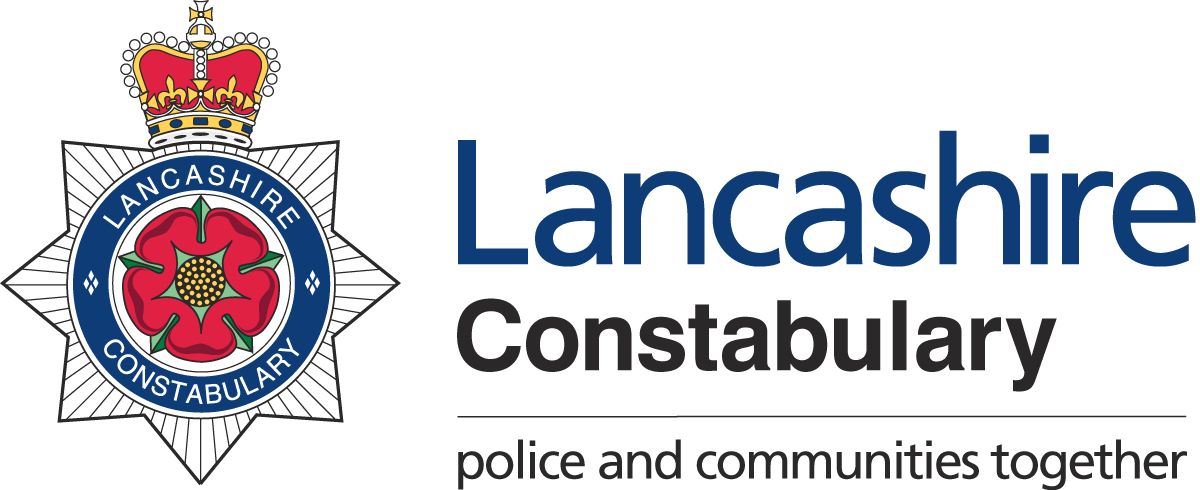 LANCASHIRE
CONSTABULARY
Lancashire
Constabulary
police and communities together